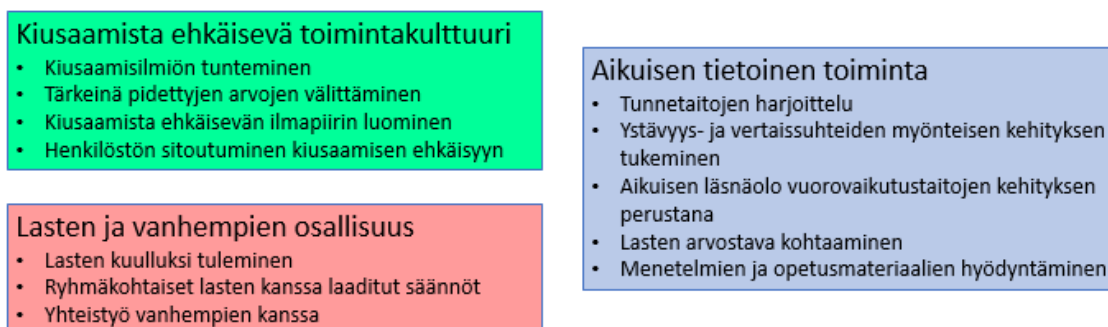 Kiusaamista ehkäisevä toimintakulttuuri
• Kiusaamisilmiön tunteminen
• Tärkeinä pidettyjen arvojen välittäminen
• Kiusaamista ehkäisevän ilmapiirin luominen
• Henkilöstön sitoutuminen kiusaamisen ehkäisyyn
Lasten ja vanhempien osallisuus
• Lasten kuulluksi tuleminen
• Ryhmäkohtaiset lasten kanssa laaditut säännöt
• Yhteistyö vanhempien kanssa
Aikuisen tietoinen toiminta
• Tunnetaitojen harjoittelu
• Ystävyys- ja vertaissuhteiden myönteisen kehityksen
tukeminen
• Aikuisen läsnäolo vuorovaikutustaitojen kehityksen
perustana
• Lasten arvostava kohtaaminen
• Menetelmien ja opetusmateriaalien hyödyntäminen